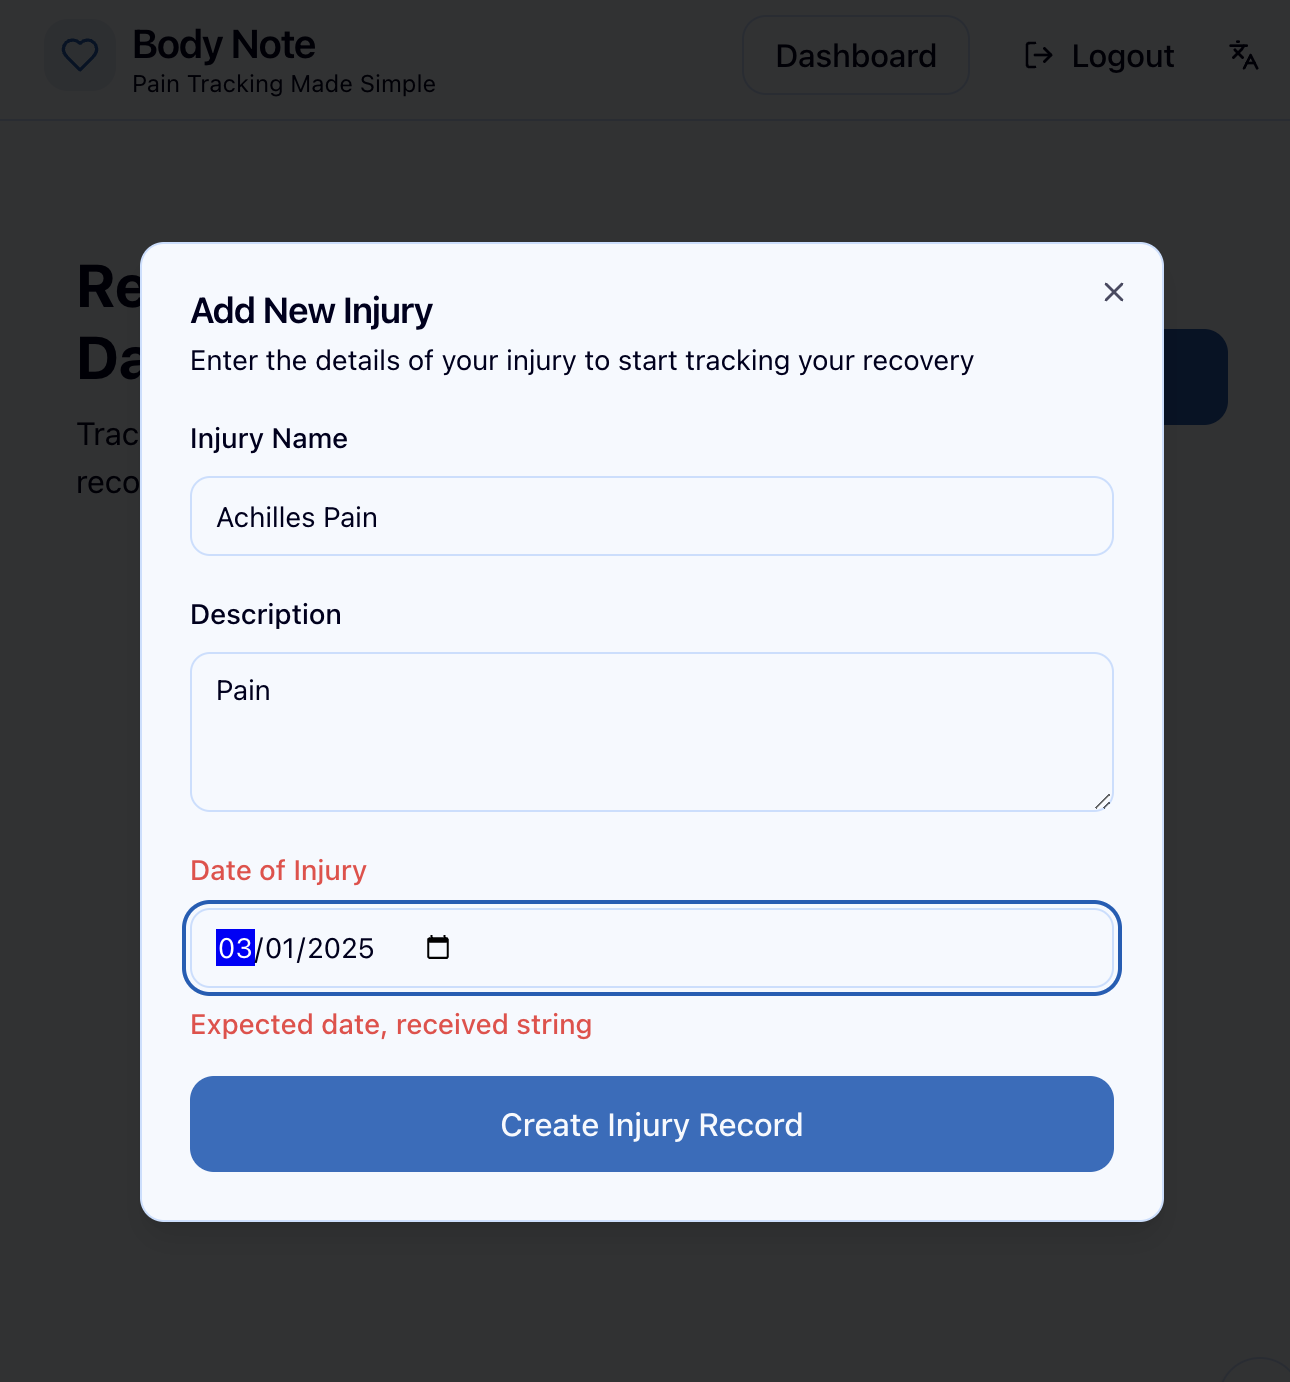 Body Note
Pain Tracking Made Simple
Dashboard
Logout
Re
Da
Trac
reco
Add New Injury
Enter the details of your injury to start tracking your recovery
Injury Name
Achilles Pain
Description
Pain
Date of Injury
03/01/2025
Expected date, received string
Create Injury Record